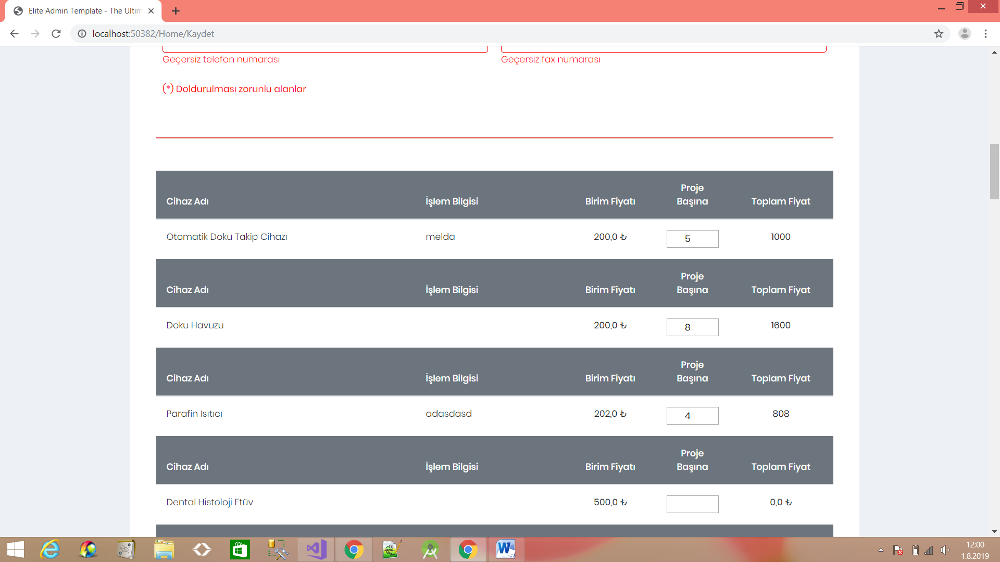 Elite Admin Template - The Ultim
localhost:50382/Home/Kaydet
Geçersiz telefon numarası
Geçersiz fax numarası
(*) Doldurulması zorunlu alanlar
Cihaz Adı İşlem Bilgisi Birim Fiyatı Proje Başına Toplam Fiyat
Otomatik Doku Takip Cihazı melda 200,0 ₺ 5 1000
Cihaz Adı İşlem Bilgisi Birim Fiyatı Proje Başına Toplam Fiyat
Doku Havuzu 200,0 ₺ 8 1600
Cihaz Adı İşlem Bilgisi Birim Fiyatı Proje Başına Toplam Fiyat
Parafin Isıtıcı adasdasd 202,0 ₺ 4 808
Cihaz Adı İşlem Bilgisi Birim Fiyatı Proje Başına Toplam Fiyat
Dental Histoloji Etüv 500,0 ₺ 0,0 ₺
12:00
1.8.2019